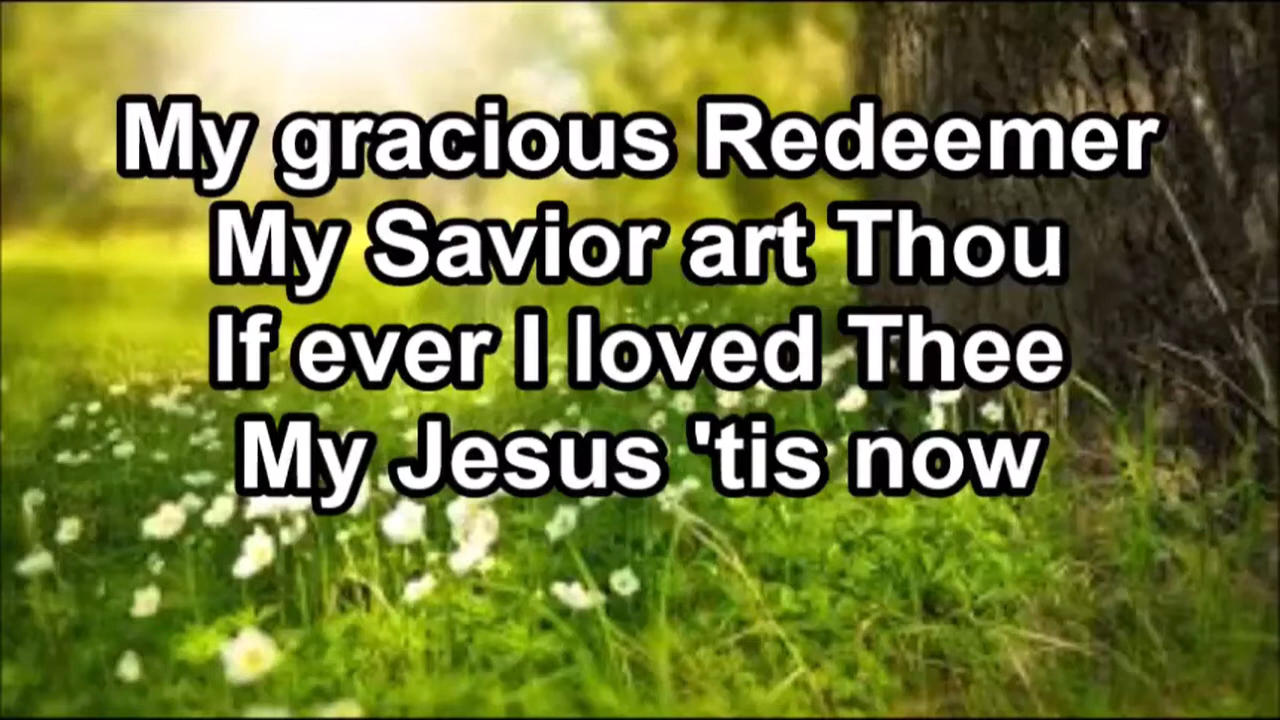 My gracious Redeemer
My Savior art Thou
If ever I loved Thee
My Jesus 'tis now